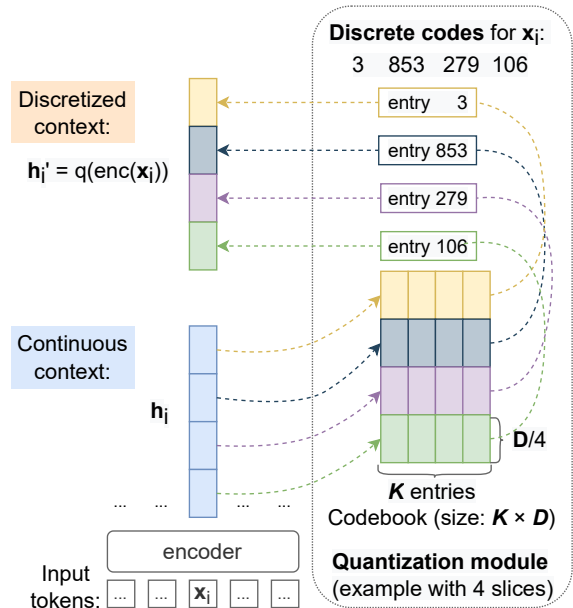 Discrete codes for xi:
3 853 279 106
Discretized
context:
hi' = q(enc(xi))
entry 3
entry 853
entry 279
entry 106
Continuous
context:
hi
D/4
K entries
Codebook (size: K × D)
... ... ... ...
encoder
Input
tokens:
... ... xi ... ...
Quantization module
(example with 4 slices)